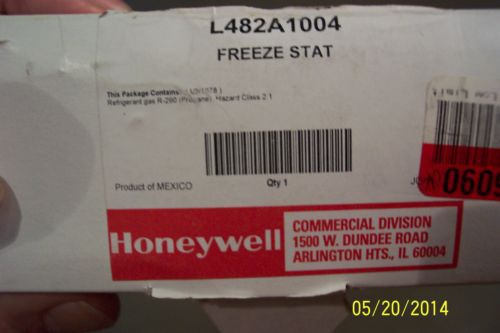 L482A1004
FREEZE STAT
This Package Contains:
Refrigerant gas R-290 (Propane), Hazard Class 2.1
Qty 1
Product of MEXICO
Honeywell
COMMERCIAL DIVISION
1500 W. DUNDEE ROAD
ARLINGTON HTS., IL 60004
05/20/2014